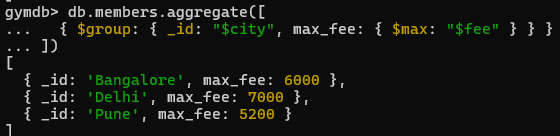 gymdb> db.members.aggregate([
...   { $group: { _id: "$city", max_fee: { $max: "$fee" } } }
... ])
[
  { _id: 'Bangalore', max_fee: 6000 },
  { _id: 'Delhi', max_fee: 7000 },
  { _id: 'Pune', max_fee: 5200 }
]